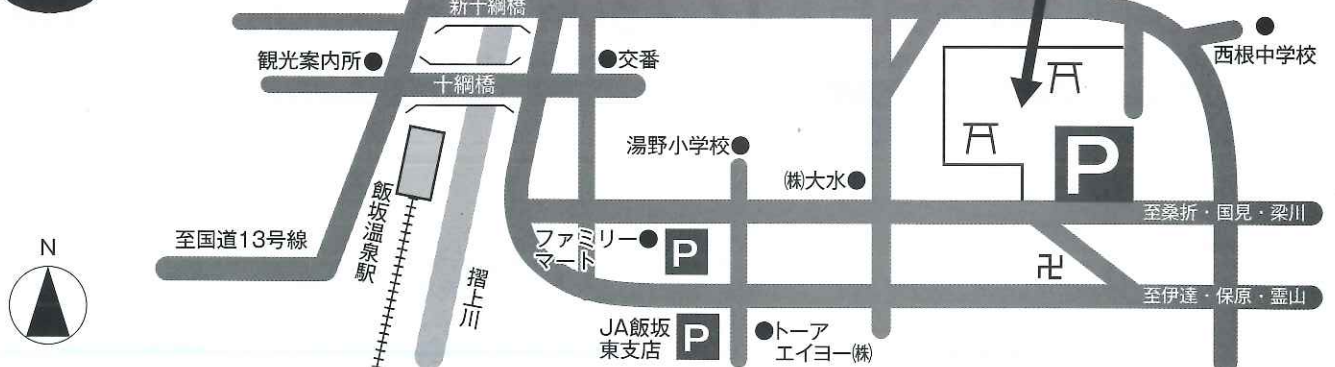 新十綱橋
観光案内所
交番
西根中学校
十綱橋
湯野小学校
㈱大水
P
至桑折・国見・梁川
飯坂温泉駅
至国道13号線
N
ファミリー
マート
P
摺上川
至伊達・保原・霊山
JA飯坂
東支店
P
トーア
エイヨー㈱